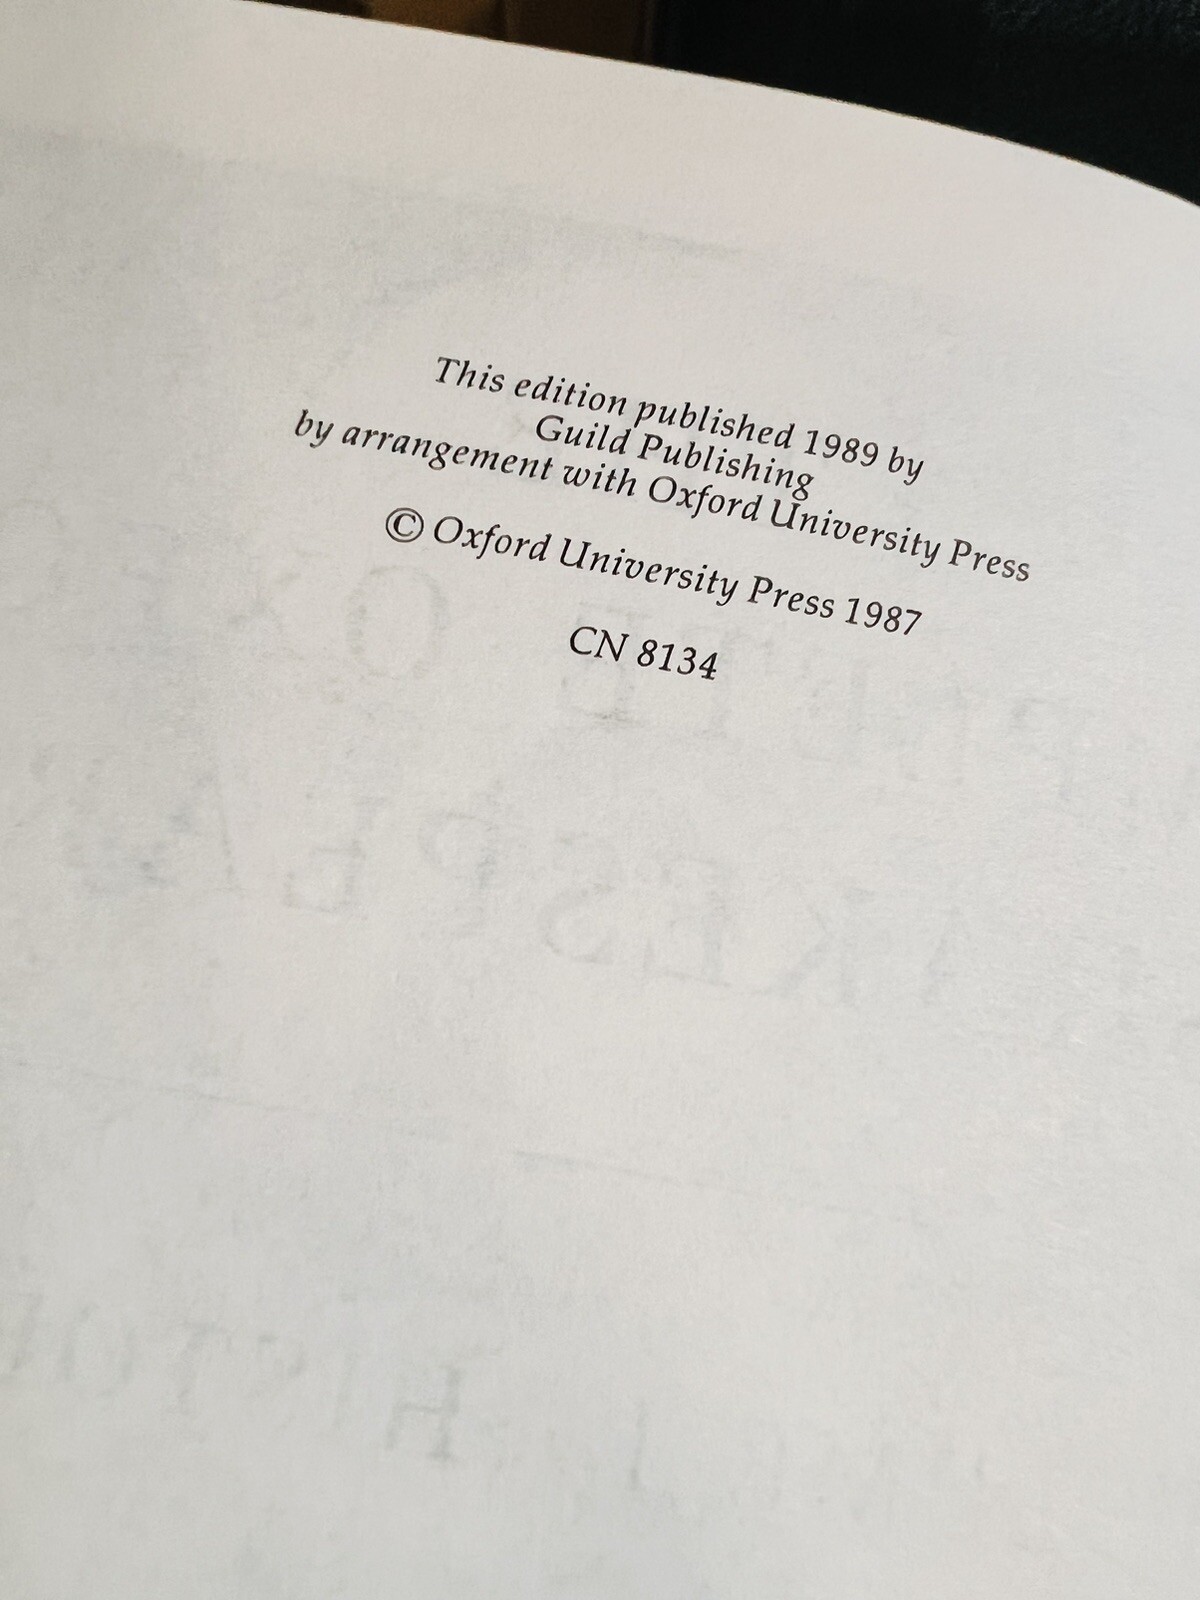 This edition published 1989 by
Guild Publishing
by arrangement with Oxford University Press
© Oxford University Press 1987
CN 8134